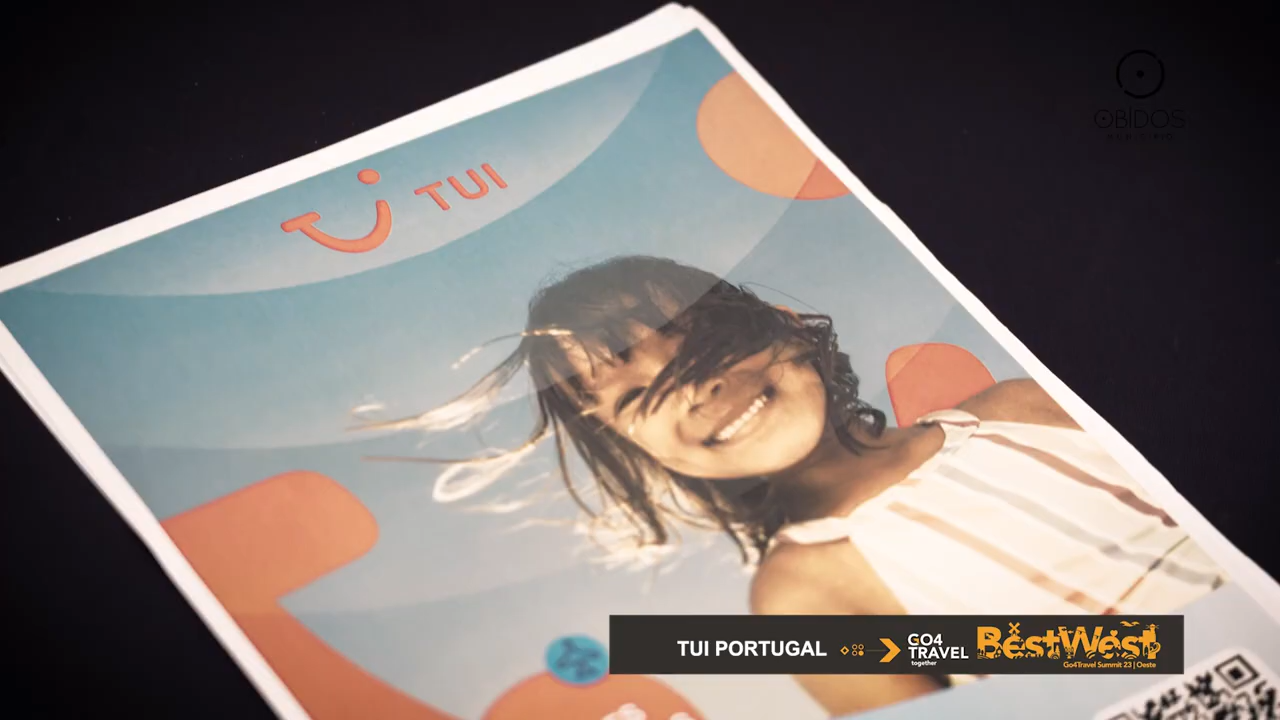 TUI
ÓBIDOS
TUI PORTUGAL
GO4
TRAVEL
together
BestWest
Go4Travel Summit 23 | Oeste